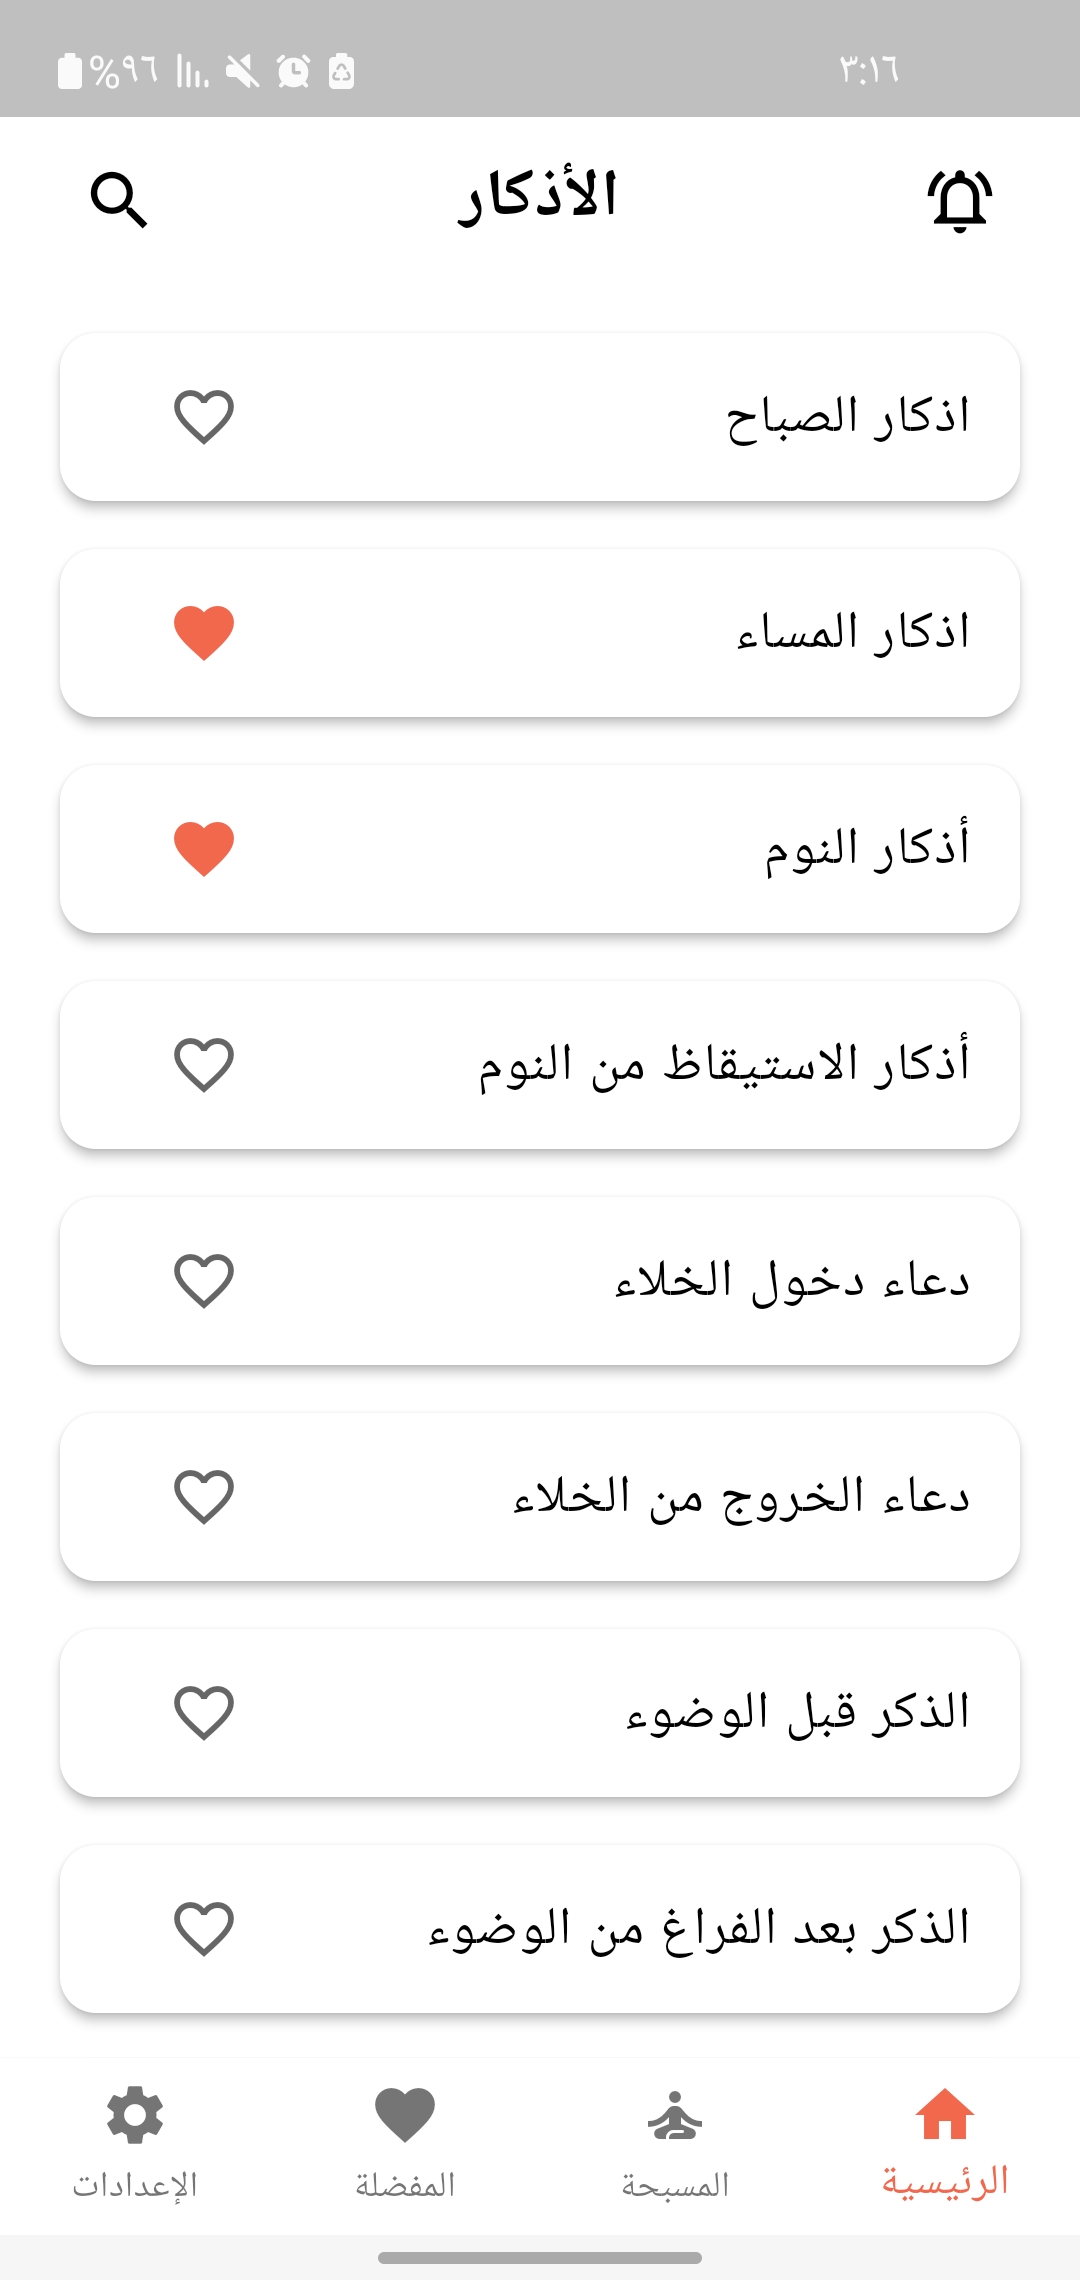 ٣:١٦
%٩٦
الأذكار
اذكار الصباح
اذكار المساء
أذكار النوم
أذكار الاستيقاظ من النوم
دعاء دخول الخلاء
دعاء الخروج من الخلاء
الذكر قبل الوضوء
الذكر بعد الفراغ من الوضوء
الرئيسية
المسبحة
المفضلة
الإعدادات